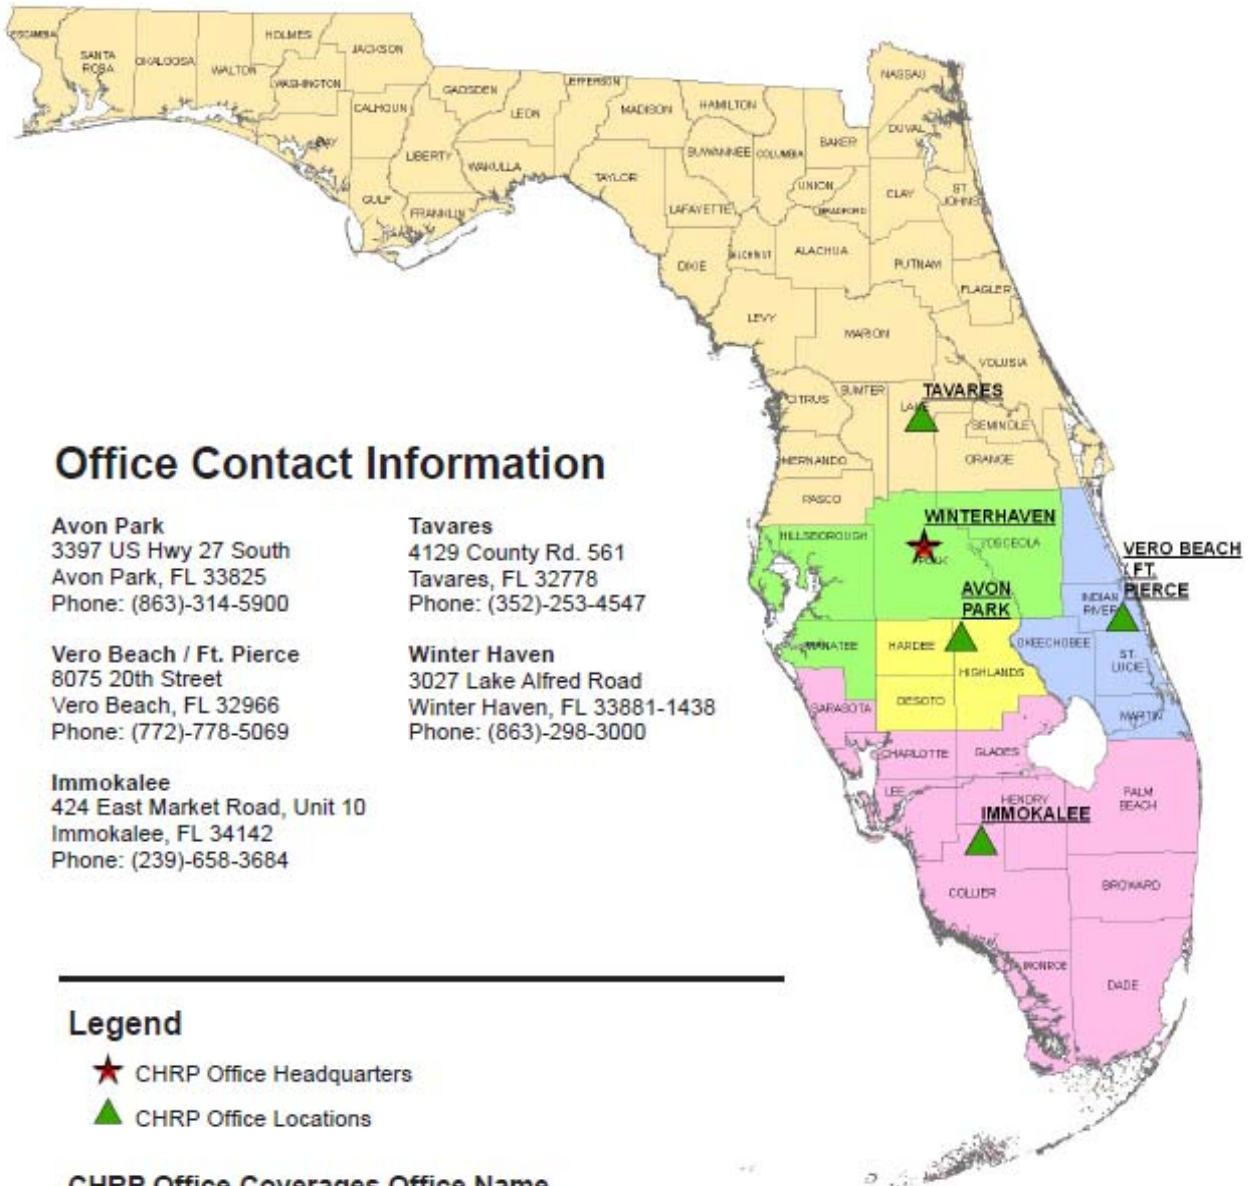 ESCAMBIA
SANTA
ROSA
OKALOOSA
WALTON
HOLMES
WASHINGTON
JACKSON
BAY
CALHOUN
GULF
GADSDEN
LIBERTY
FRANKLIN
LEON
WAKULLA
JEFFERSON
MADISON
TAYLOR
HAMILTON
SUWANNEE
LAFAYETTE
DIXIE
COLUMBIA
BAKER
UNION
BRADFORD
GILCHRIST
ALACHUA
NASSAU
DUVAL
CLAY
ST
JOHNS
PUTNAM
FLAGLER
LEVY
MARION
VOLUSIA
CITRUS
SUMTER
LAKE
TAVARES
SEMINOLE
HERNANDO
ORANGE
PASCO
HILLSBOROUGH
WINTERHAVEN
POLK
OSCEOLA
VERO BEACH
/ FT.
PIERCE
INDIAN
RIVER
AVON
PARK
MANATEE
HARDEE
HIGHLANDS
OKEECHOBEE
ST.
LUCIE
SARASOTA
DESOTO
MARTIN
CHARLOTTE
GLADES
LEE
HENDRY
IMMOKALEE
PALM
BEACH
COLLIER
BROWARD
MONROE
DADE
Office Contact Information
Avon Park
3397 US Hwy 27 South
Avon Park, FL 33825
Phone: (863)-314-5900
Tavares
4129 County Rd. 561
Tavares, FL 32778
Phone: (352)-253-4547
Vero Beach / Ft. Pierce
8075 20th Street
Vero Beach, FL 32966
Phone: (772)-778-5069
Winter Haven
3027 Lake Alfred Road
Winter Haven, FL 33881-1438
Phone: (863)-298-3000
Immokalee
424 East Market Road, Unit 10
Immokalee, FL 34142
Phone: (239)-658-3684
Legend
CHRP Office Headquarters
CHRP Office Locations
CHRP Office Coverages Office Name